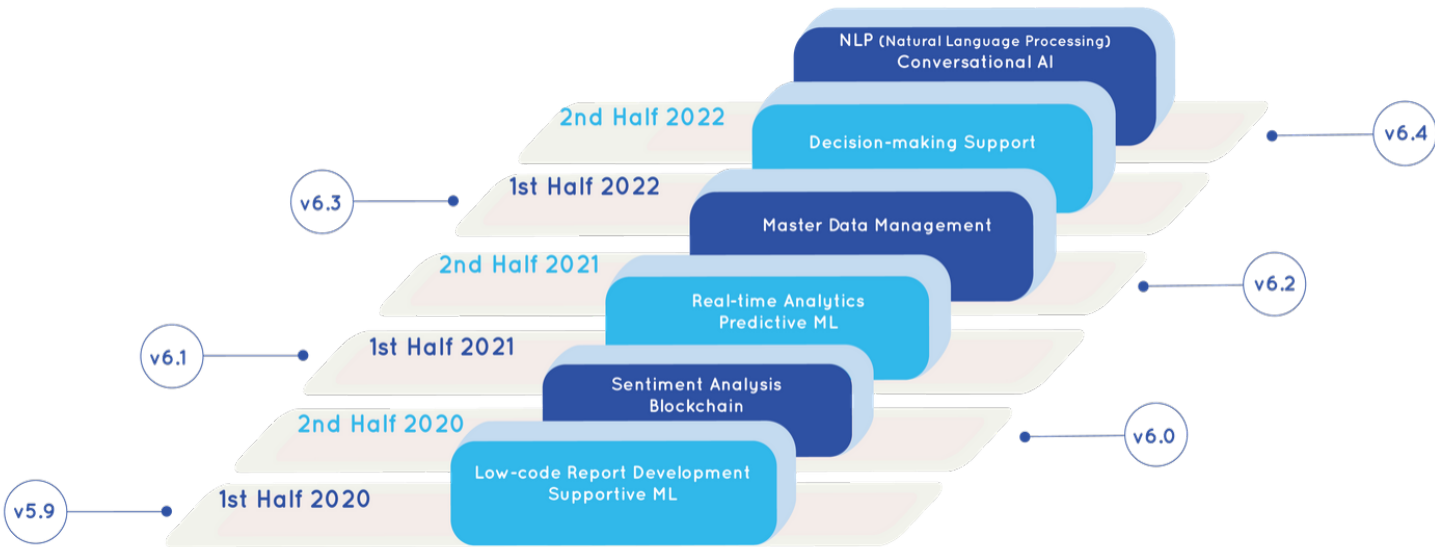 NLP (Natural Language Processing)
Conversational AI
2nd Half 2022
v6.4
Decision-making Support
1st Half 2022
v6.3
Master Data Management
2nd Half 2021
v6.2
Real-time Analytics
Predictive ML
1st Half 2021
v6.1
Sentiment Analysis
Blockchain
2nd Half 2020
v6.0
Low-code Report Development
Supportive ML
1st Half 2020
v5.9